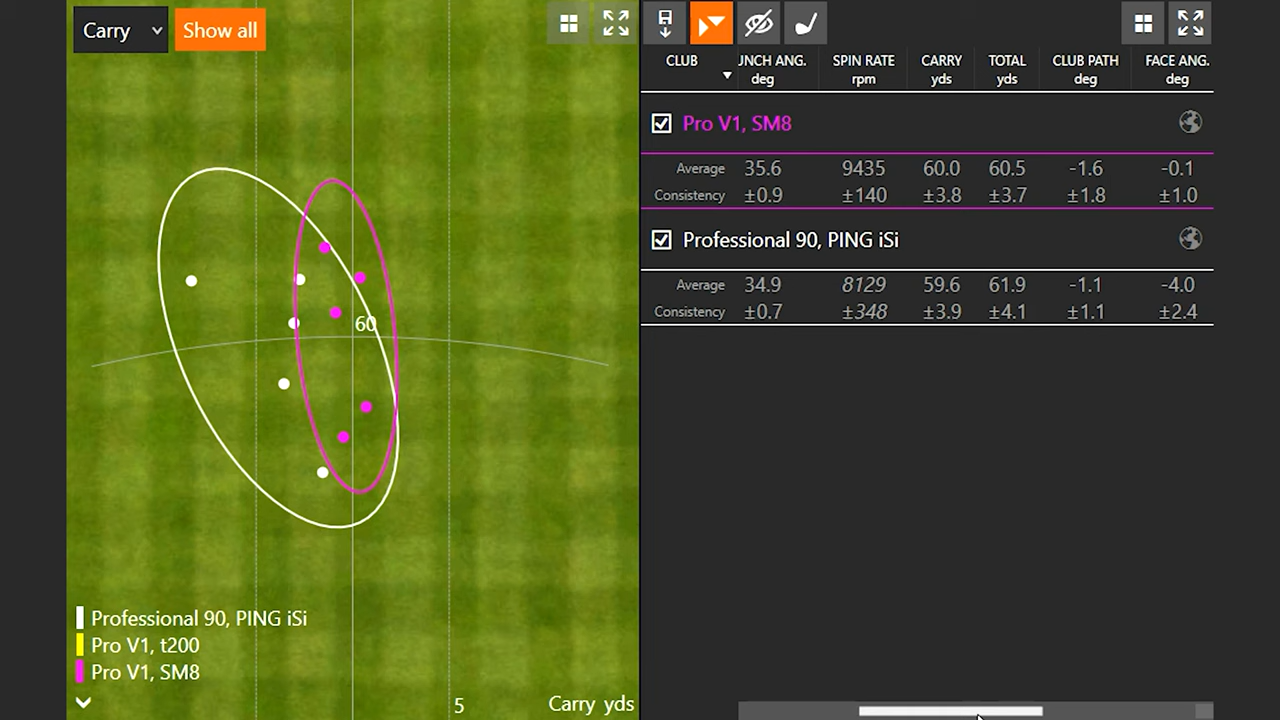 Carry
Show all
60
Professional 90, PING iSi
Pro V1, t200
Pro V1, SM8
5
Carry yds
CLUB UNCH ANG. SPIN RATE CARRY TOTAL CLUB PATH FACE ANG.
deg rpm yds yds deg deg
Pro V1, SM8
Average 35.6 9435 60.0 60.5 -1.6 -0.1
Consistency ±0.9 ±140 ±3.8 ±3.7 ±1.8 ±1.0
Professional 90, PING iSi
Average 34.9 8129 59.6 61.9 -1.1 -4.0
Consistency ±0.7 ±348 ±3.9 ±4.1 ±1.1 ±2.4